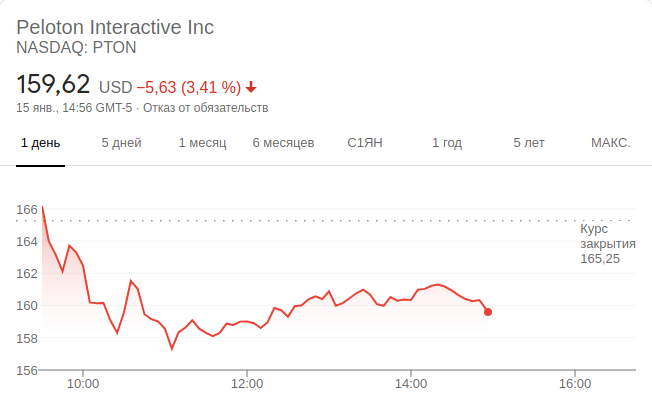 Peloton Interactive Inc
NASDAQ: PTON
159,62 USD −5,63 (3,41 %)
15 янв., 14:56 GMT-5 · Отказ от обязательств
1 день 5 дней 1 месяц 6 месяцев С1ЯН 1 год 5 лет МАКС.
166
Курс
164
закрытия
165,25
162
160
158
156
10:00 12:00 14:00 16:00